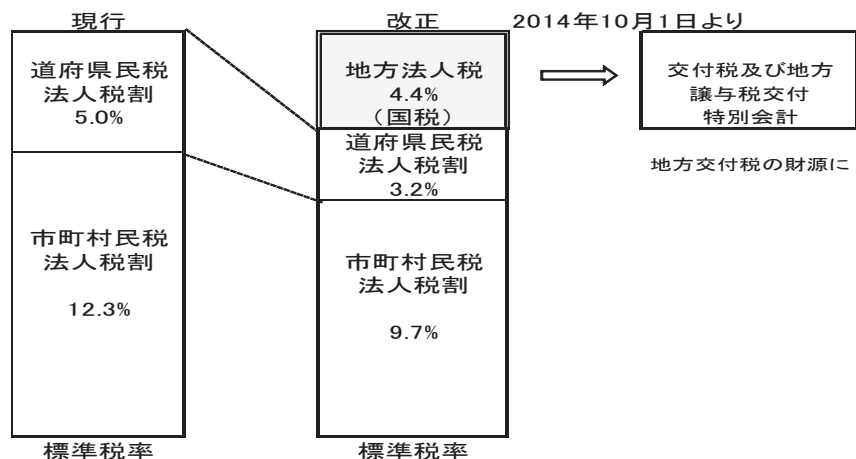 現行
道府県民税
法人税割
5.0%
市町村民税
法人税割
12.3%
標準税率
改正
地方法人税
4.4%
（国税）
道府県民税
法人税割
3.2%
市町村民税
法人税割
9.7%
標準税率
2014年10月1日より
交付税及び地方
譲与税交付
特別会計
地方交付税の財源に